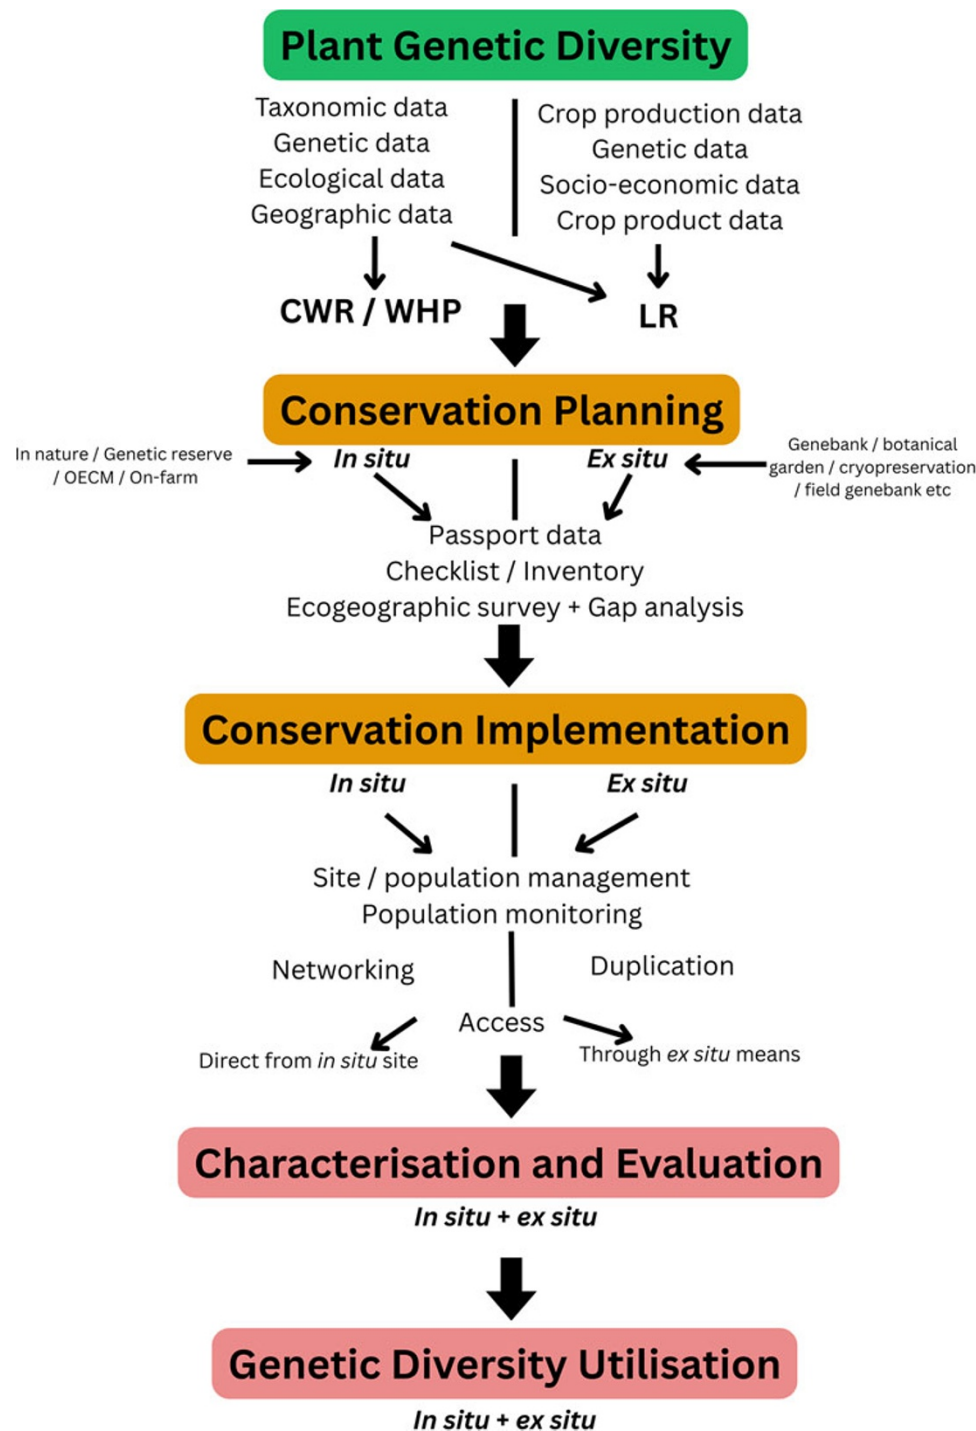 Plant Genetic Diversity
Taxonomic data
Genetic data
Ecological data
Geographic data
Crop production data
Genetic data
Socio-economic data
Crop product data
CWR / WHP
LR
Conservation Planning
In nature / Genetic reserve
/ OECM / On-farm
In situ
Ex situ
Genebank / botanical
garden / cryopreservation
/ field genebank etc
Passport data
Checklist / Inventory
Ecogeographic survey + Gap analysis
Conservation Implementation
In situ
Ex situ
Site / population management
Population monitoring
Networking
Duplication
Access
Direct from in situ site
Through ex situ means
Characterisation and Evaluation
In situ + ex situ
Genetic Diversity Utilisation
In situ + ex situ